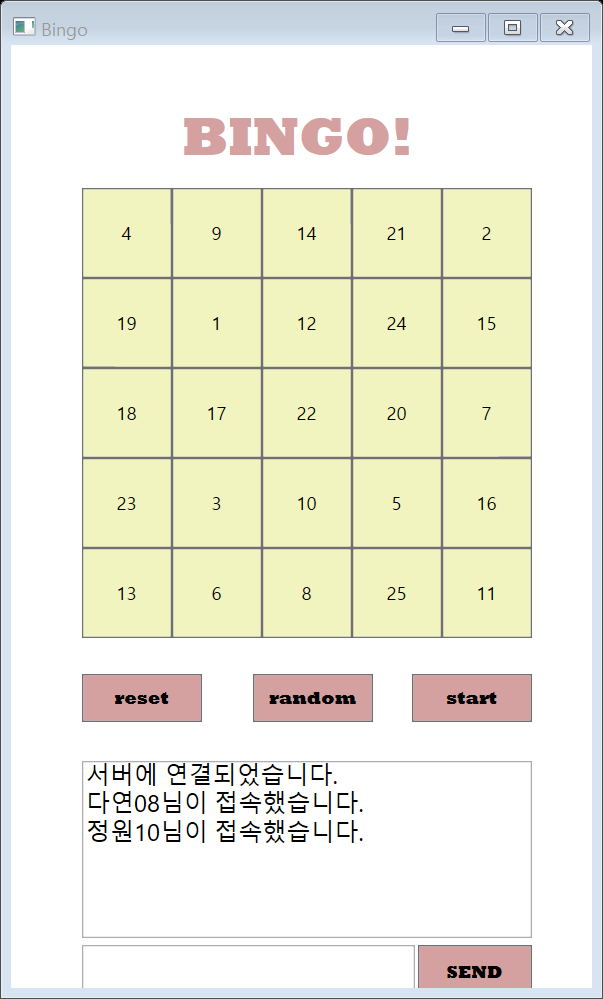 Bingo
BINGO!
4 9 14 21 2
19 1 12 24 15
18 17 22 20 7
23 3 10 5 16
13 6 8 25 11
reset random start
서버에 연결되었습니다.
다연08님이 접속했습니다.
정원10님이 접속했습니다.
SEND